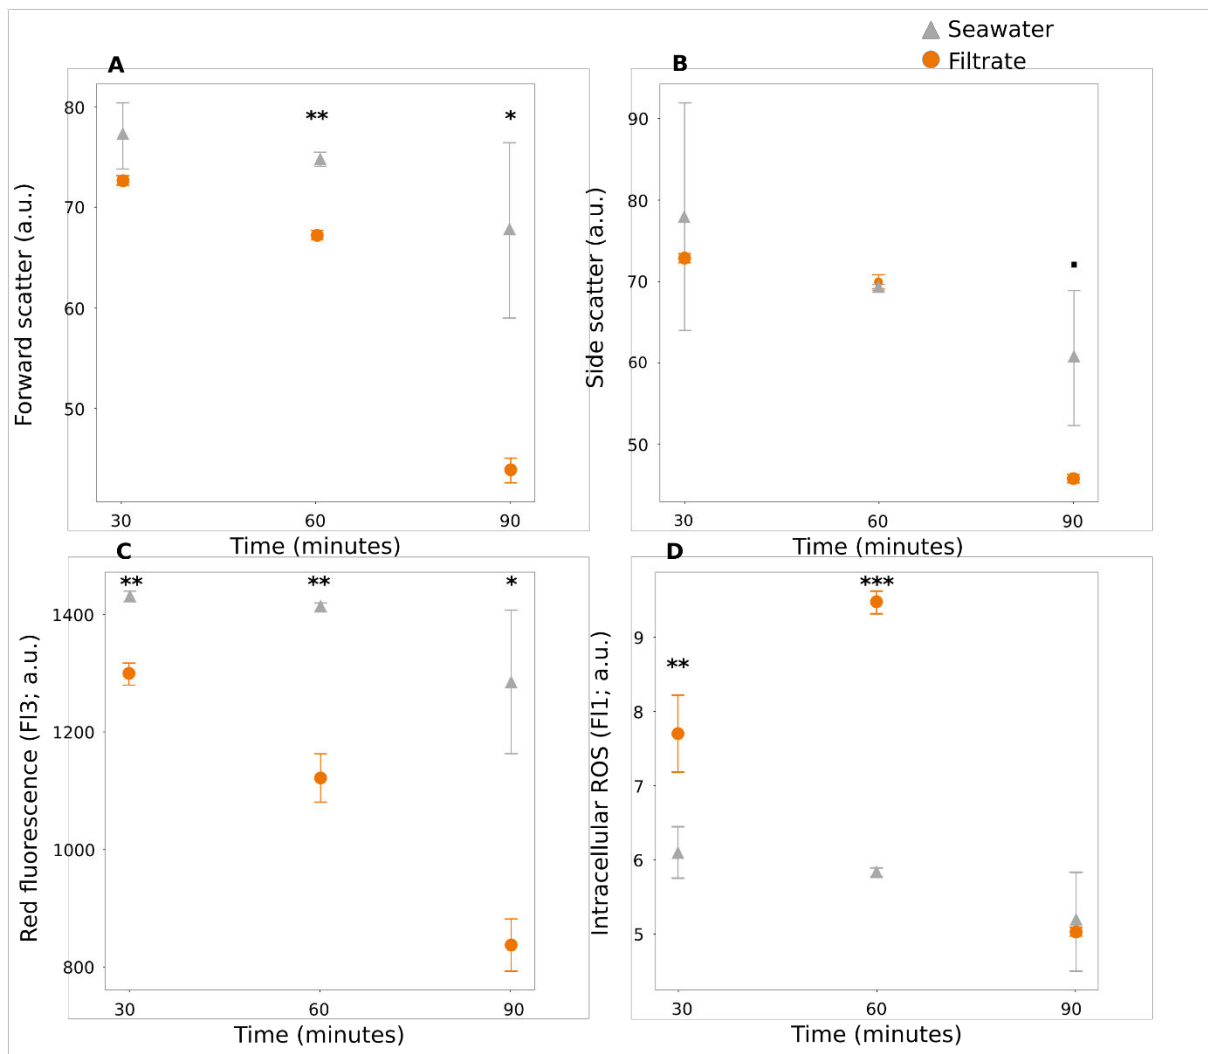 Seawater
Filtrate
A
80
70
60
50
** *
30 60 90
Forward scatter (a.u.)
Time (minutes)
B
90
80
70
60
50
30 60 90
Side scatter (a.u.)
Time (minutes)
C
** ** *
1400
1200
1000
800
30 60 90
Red fluorescence (Fl3; a.u.)
Time (minutes)
D
***
**
9
8
7
6
5
30 60 90
Intracellular ROS (Fl1; a.u.)
Time (minutes)